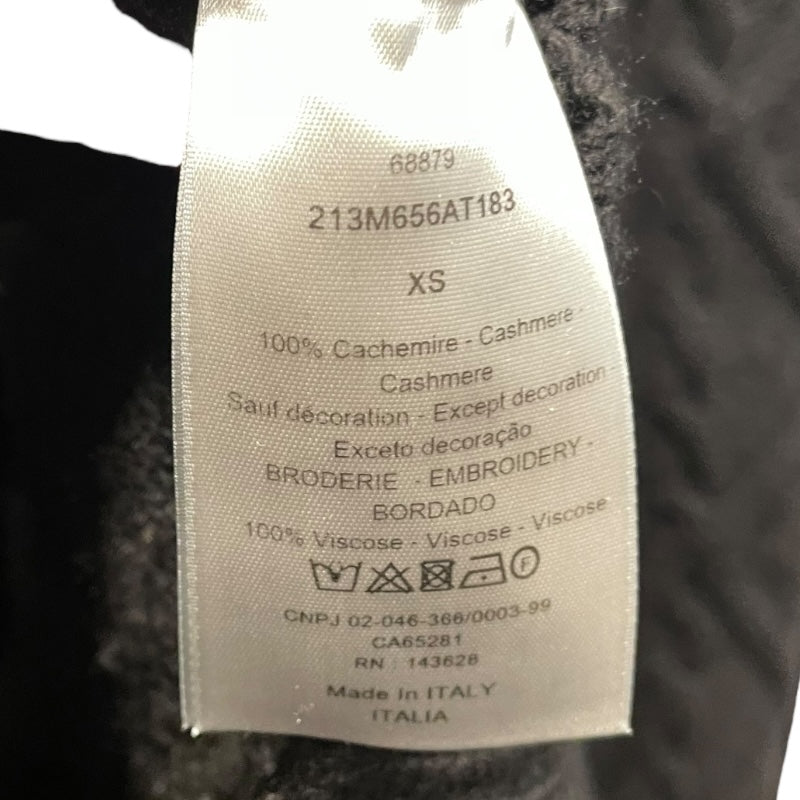 68879
213M656AT183
XS
100% Cachemire - Cashmere -
Cashmere
Sauf décoration - Except decoration
Exceto decoração
BRODERIE - EMBROIDERY -
BORDADO
100% Viscose - Viscose - Viscose
F
CNPJ 02-046-366/0003-99
CA65281
RN : 143628
Made in ITALY
ITALIA